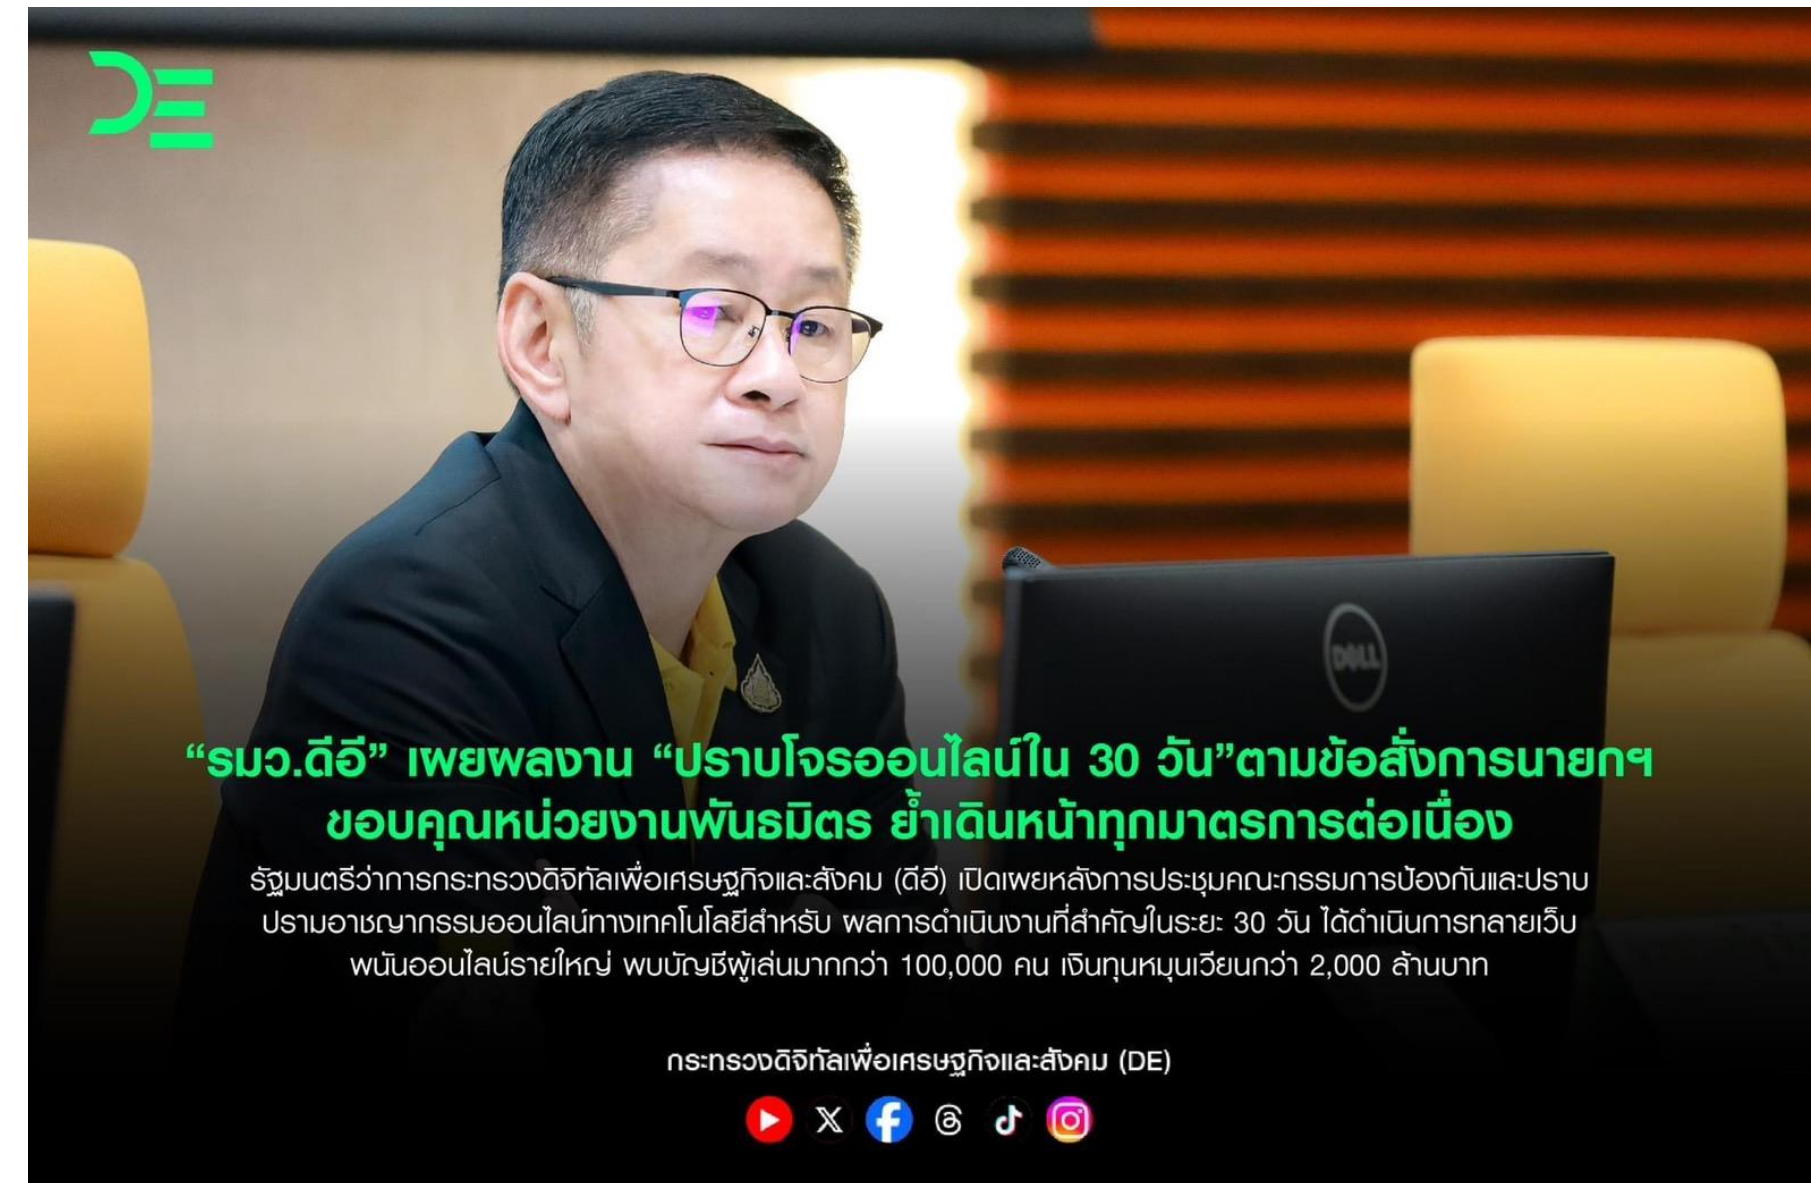 DE
DELL
“รมว.ดีอี” เผยผลงาน “ปราบโจรออนไลน์ใน 30 วัน”ตามข้อสั่งการนายกฯ
ขอบคุณหน่วยงานพันธมิตร ย้ำเดินหน้าทุกมาตรการต่อเนื่อง
รัฐมนตรีว่าการกระทรวงดิจิทัลเพื่อเศรษฐกิจและสังคม (ดีอี) เปิดเผยหลังการประชุมคณะกรรมการป้องกันและปราบ
ปรามอาชญากรรมออนไลน์ทางเทคโนโลยีสำหรับ ผลการดำเนินงานที่สำคัญในระยะ 30 วัน ได้ดำเนินการทลายเว็บ
พนันออนไลน์รายใหญ่ พบบัญชีผู้เล่นมากกว่า 100,000 คน เงินทุนหมุนเวียนกว่า 2,000 ล้านบาท
กระทรวงดิจิทัลเพื่อเศรษฐกิจและสังคม (DE)